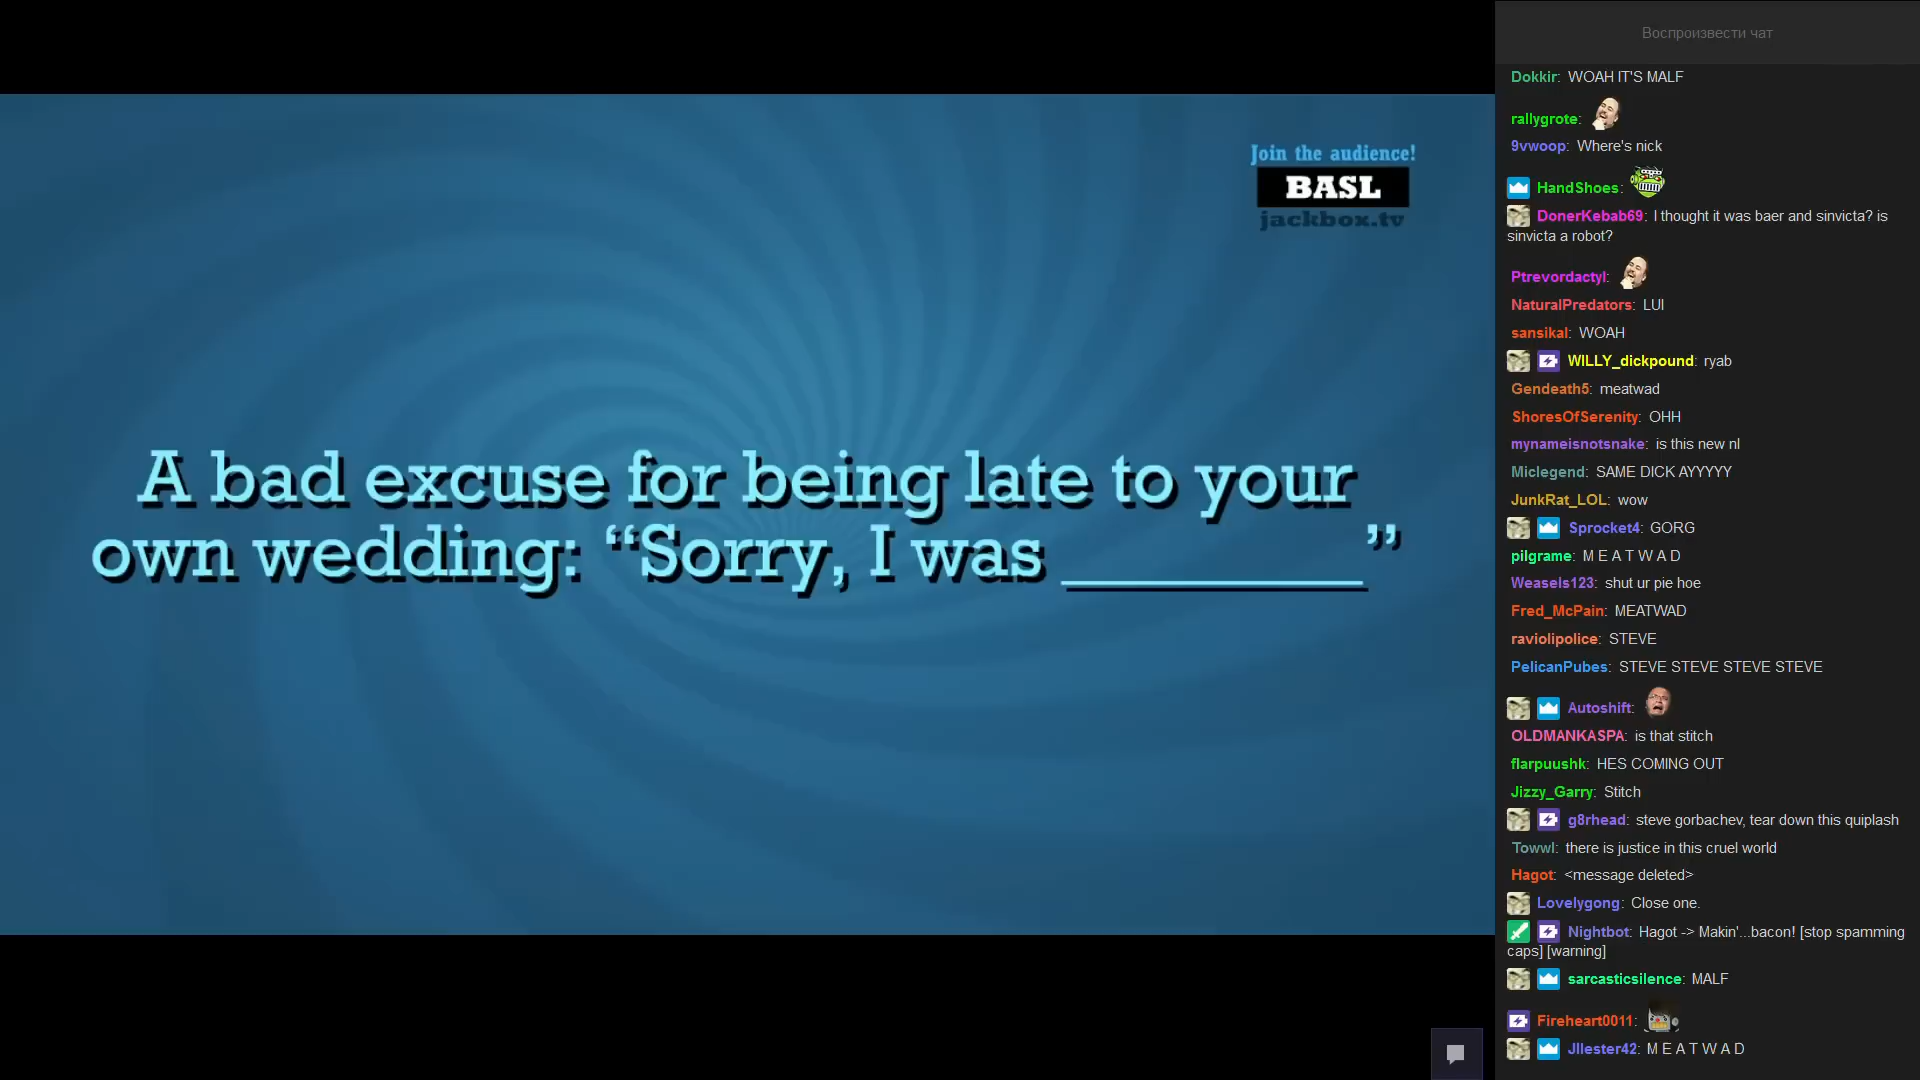 Join the audience!
BASL
jackbox.tv
A bad excuse for being late to your
own wedding: “Sorry, I was __________”
Воспроизвести чат
Dokkir: WOAH IT'S MALF
rallygrote:
9vwoop: Where's nick
HandShoes:
DonerKebab69: I thought it was baer and sinvicta? is
sinvicta a robot?
Ptrevordactyl:
NaturalPredators: LUl
sansikal: WOAH
WILLY_dickpound: ryab
Gendeath5: meatwad
ShoresOfSerenity: OHH
mynameisnotsnake: is this new nl
Miclegend: SAME DICK AYYYYY
JunkRat_LOL: wow
Sprocket4: GORG
pilgrame: M E A T W A D
Weasels123: shut ur pie hoe
Fred_McPain: MEATWAD
raviolipolice: STEVE
PelicanPubes: STEVE STEVE STEVE STEVE
Autoshift:
OLDMANKASPA: is that stitch
flarpuushk: HES COMING OUT
Jizzy_Garry: Stitch
g8rhead: steve gorbachev, tear down this quiplash
Towwl: there is justice in this cruel world
Hagot: <message deleted>
Lovelygong: Close one.
Nightbot: Hagot -> Makin'...bacon! [stop spamming
caps] [warning]
sarcasticsilence: MALF
Fireheart0011:
Jllester42: M E A T W A D